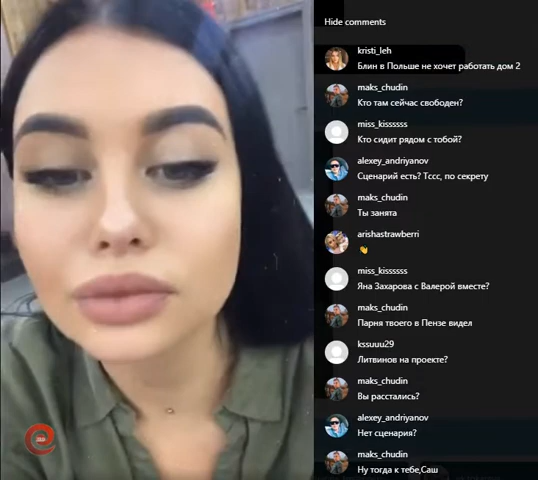 Hide comments
kristi_leh
Блин в Польше не хочет работать дом 2
maks_chudin
Кто там сейчас свободен?
miss_kissssss
Кто сидит рядом с тобой?
alexey_andriyanov
Сценарий есть? Тссс, по секрету
maks_chudin
Ты занята
arishastrawberri
👋
miss_kissssss
Яна Захарова с Валерой вместе?
maks_chudin
Парня твоего в Пензе видел
kssuuu29
Литвинов на проекте?
maks_chudin
Вы расстались?
alexey_andriyanov
Нет сценария?
maks_chudin
Ну тогда к тебе,Саш